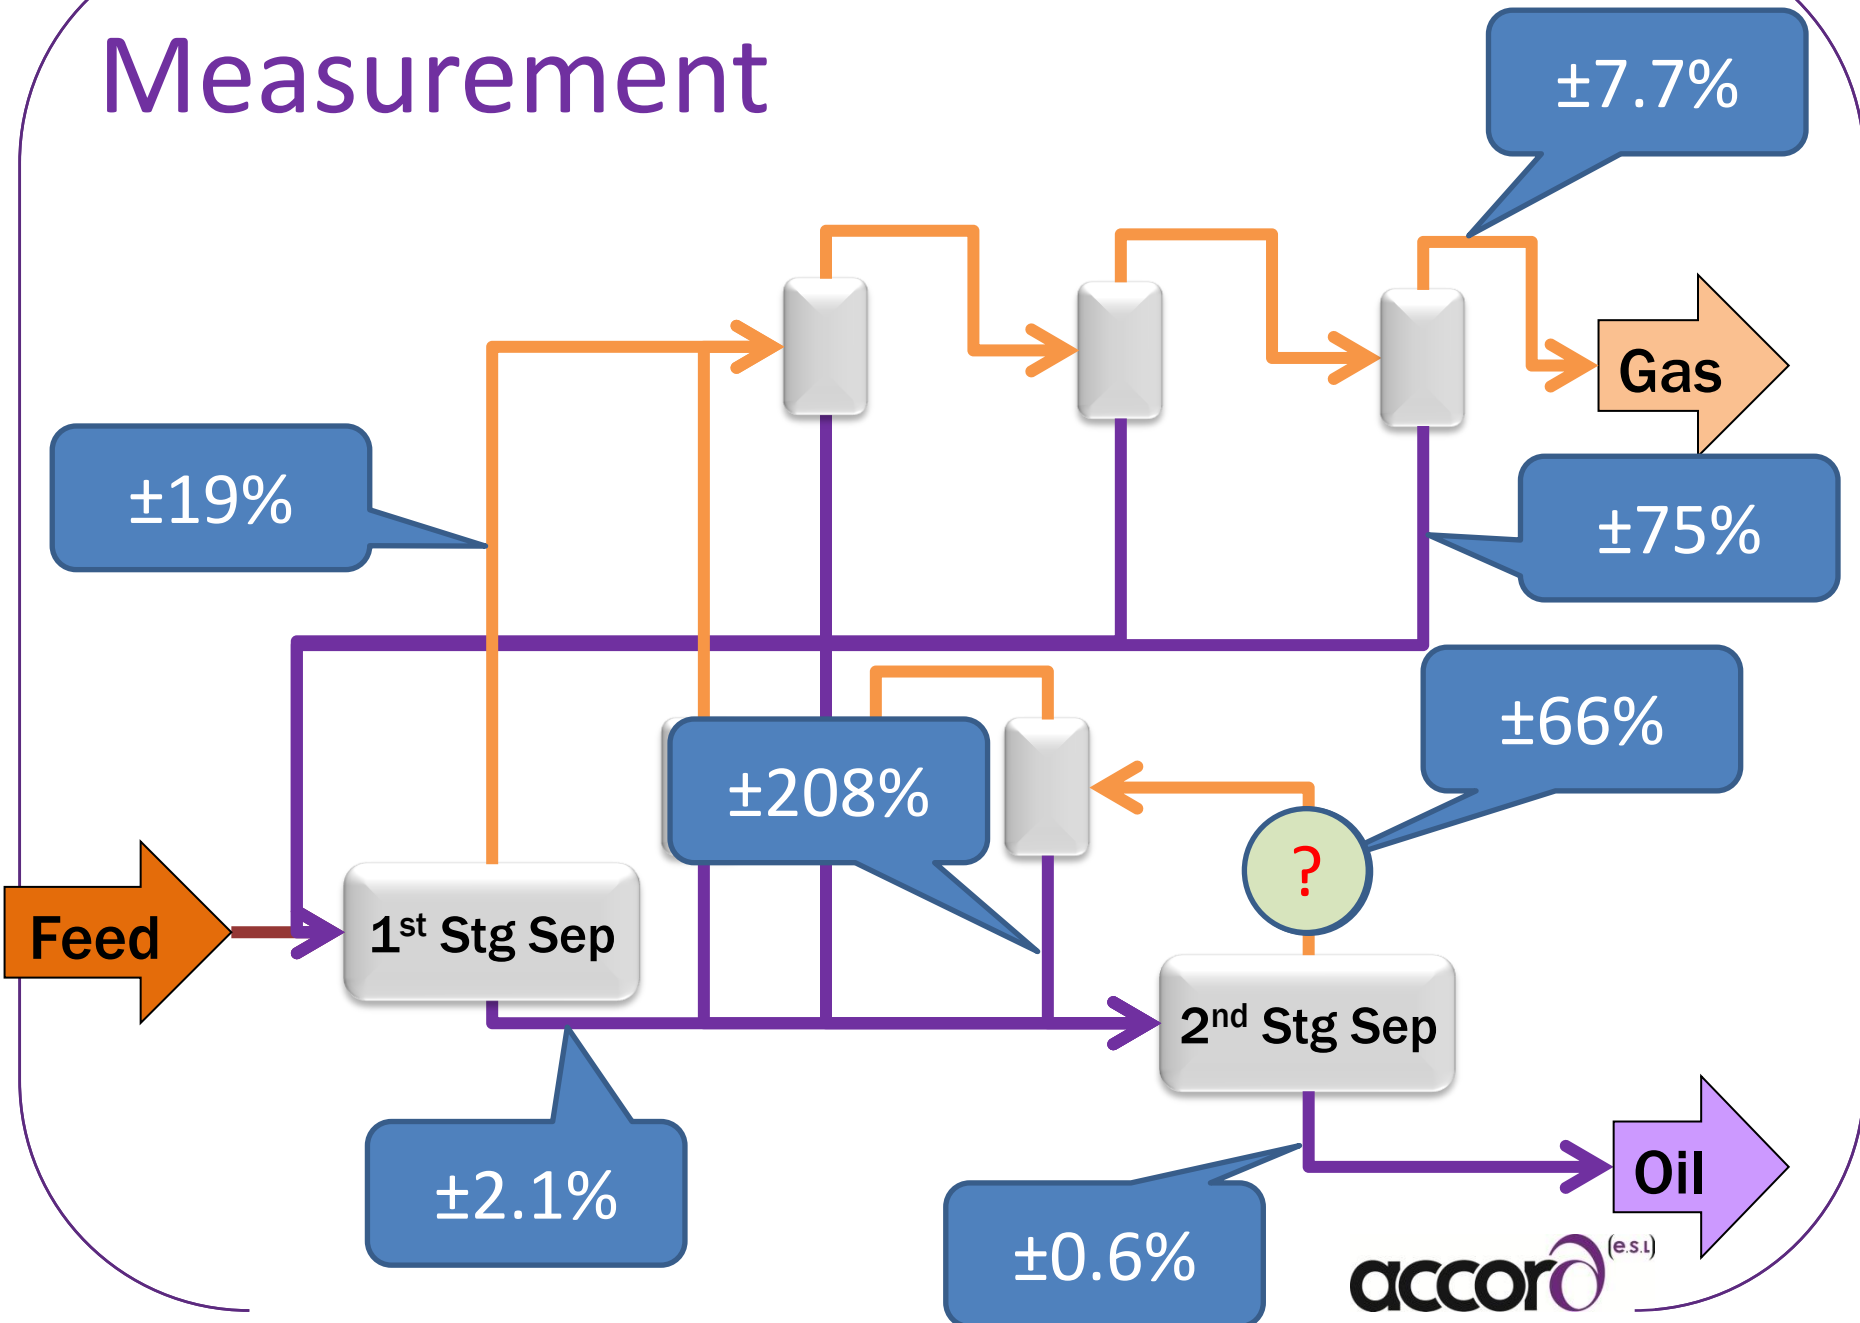 Measurement
±7.7%
Gas
±19%
±75%
±66%
±208%
?
Feed
1st Stg Sep
2nd Stg Sep
±2.1%
Oil
±0.6%
accord (e.s.l)